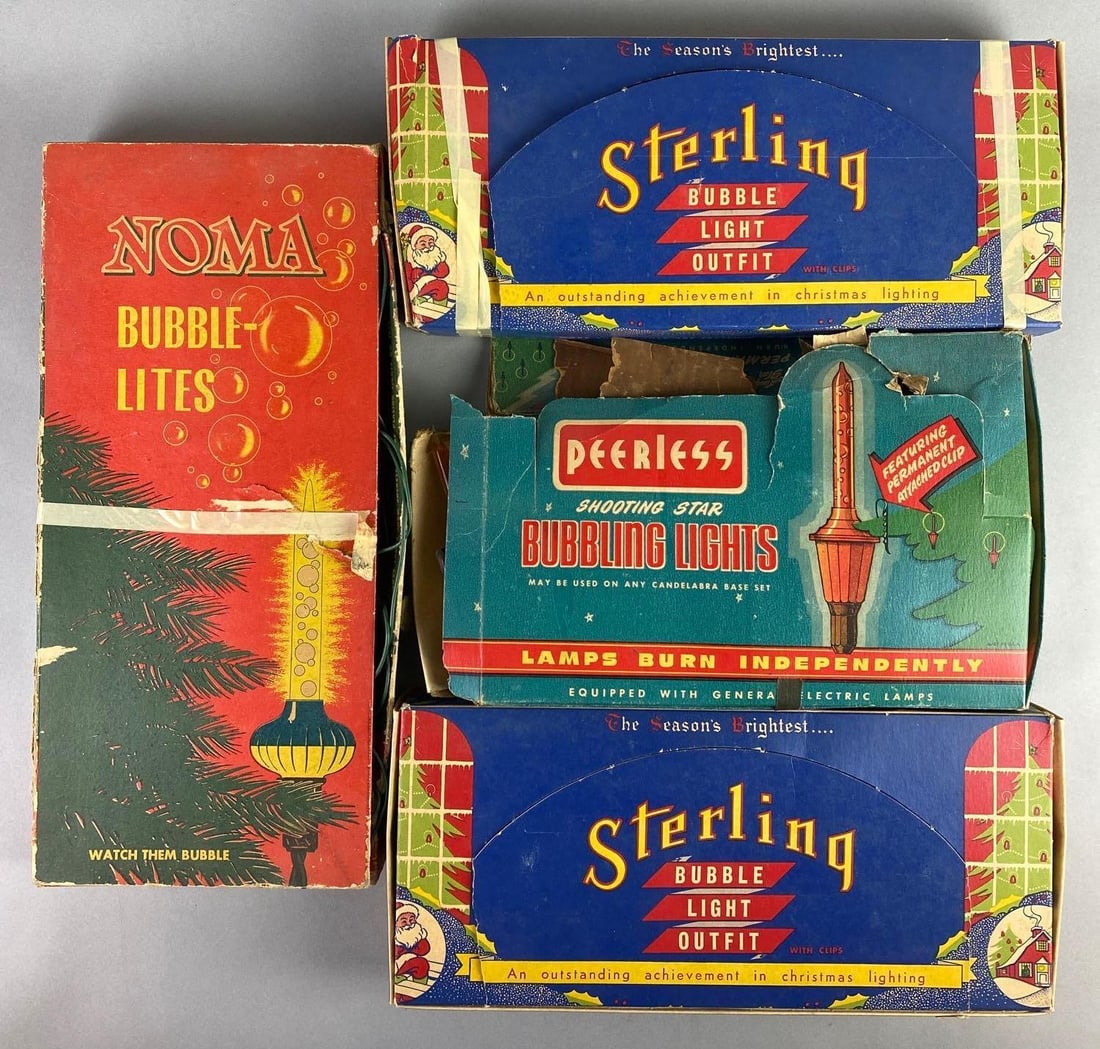 NOMA
BUBBLE-
LITES
WATCH THEM BUBBLE
The Season's Brightest....
Sterling
BUBBLE
LIGHT
OUTFIT
WITH CLIPS
An outstanding achievement in christmas lighting
PEERLESS
SHOOTING STAR
BUBBLING LIGHTS
MAY BE USED ON ANY CANDELABRA BASE SET
FEATURING
PERMANENT
ATTACHED CLIP
LAMPS BURN INDEPENDENTLY
EQUIPPED WITH GENERA LECTRIC LAMPS
The Season's Brightest....
Sterling
BUBBLE
LIGHT
OUTFIT
WITH CLIPS
An outstanding achievement in christmas lighting